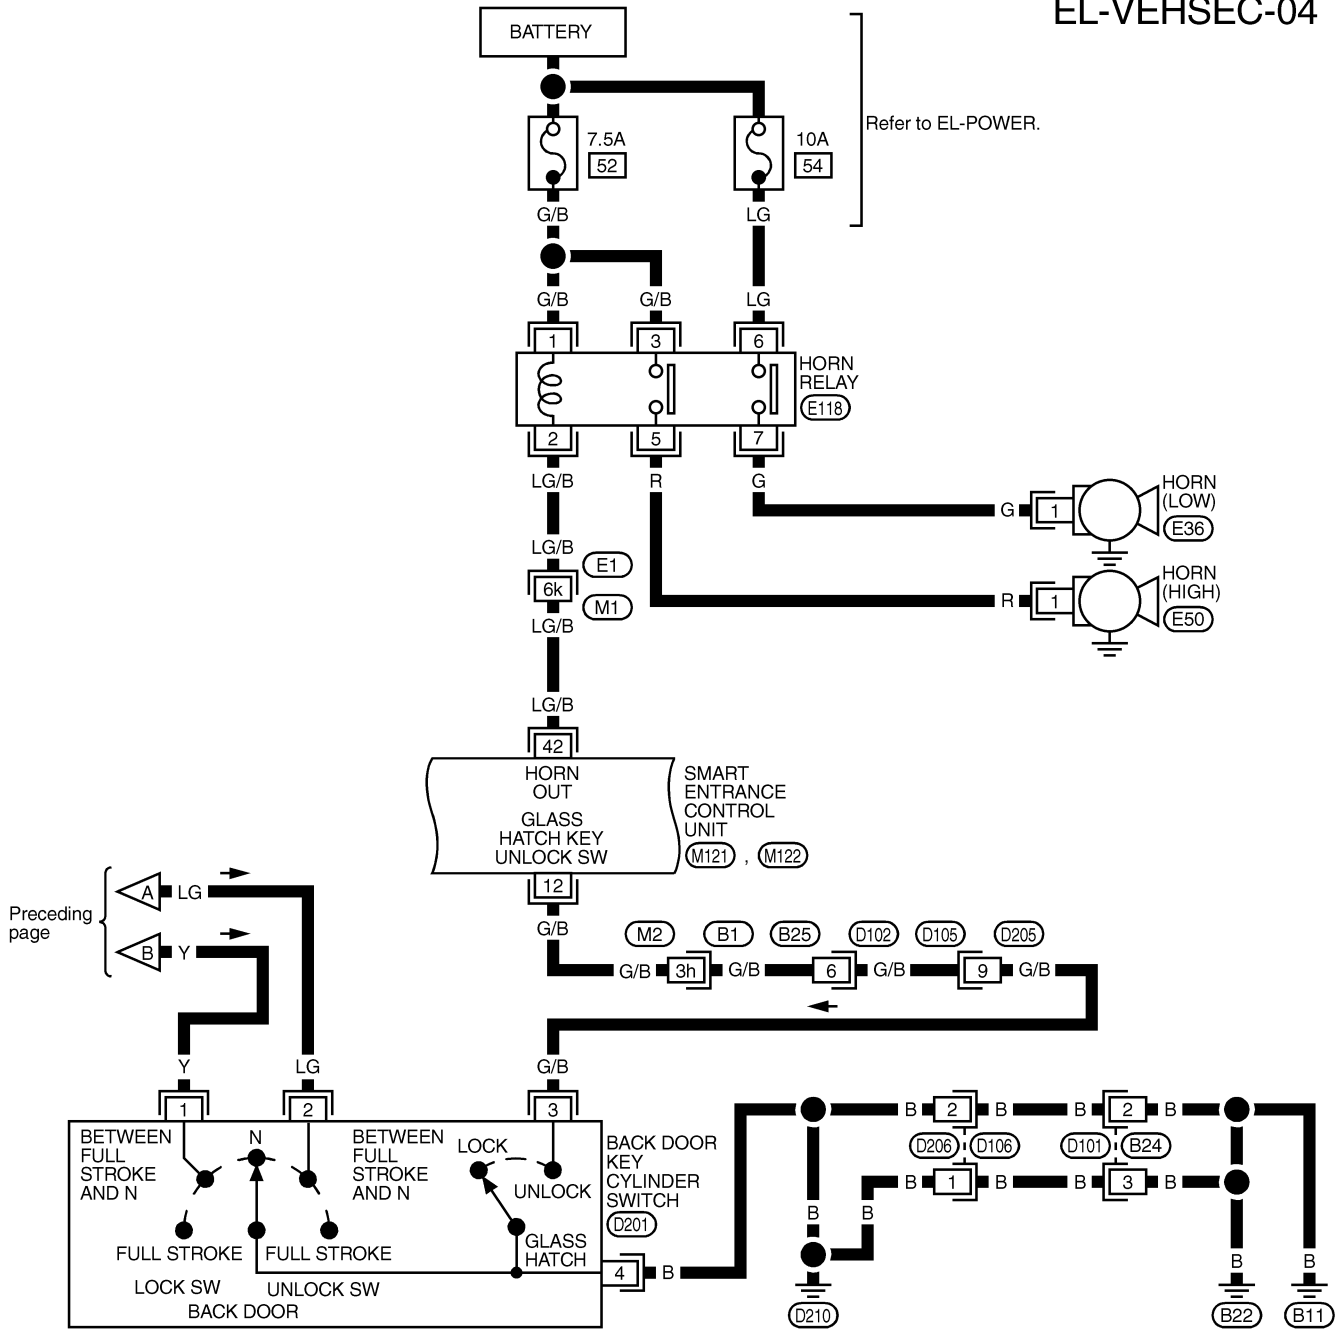 EL-VEHSEC-04
BATTERY
Refer to EL-POWER.
7.5A
52
10A
54
G/B
LG
G/B
G/B
LG
1
3
6
HORN
RELAY
E118
2
5
7
LG/B
R
G
G
1
HORN
(LOW)
E36
LG/B
E1
6k
M1
LG/B
R
1
HORN
(HIGH)
E50
LG/B
42
HORN
OUT
GLASS
HATCH KEY
UNLOCK SW
SMART
ENTRANCE
CONTROL
UNIT
M121 , M122
12
G/B
Preceding
page
A
LG
B
Y
M2
B1
B25
D102
D105
D205
G/B
3h
G/B
6
G/B
9
G/B
Y
LG
G/B
1
2
3
BETWEEN
FULL
STROKE
AND N
N
BETWEEN
FULL
STROKE
AND N
LOCK
UNLOCK
GLASS
HATCH
FULL STROKE
FULL STROKE
LOCK SW
UNLOCK SW
BACK DOOR
BACK DOOR
KEY
CYLINDER
SWITCH
D201
4
B
B
2
B
B
2
B
D206
D106
D101
B24
B
1
B
B
3
B
B
B
B
B
D210
B22
B11